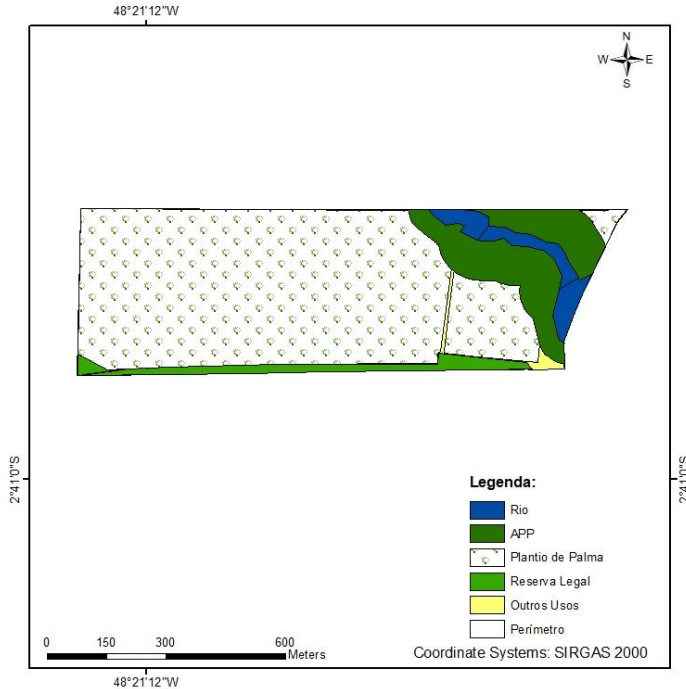 48°21'12"W
N
W E
S
2°41'0"S
2°41'0"S
Legenda:
Rio
APP
Plantio de Palma
Reserva Legal
Outros Usos
Perímetro
0 150 300 600
Meters
Coordinate Systems: SIRGAS 2000
48°21'12"W